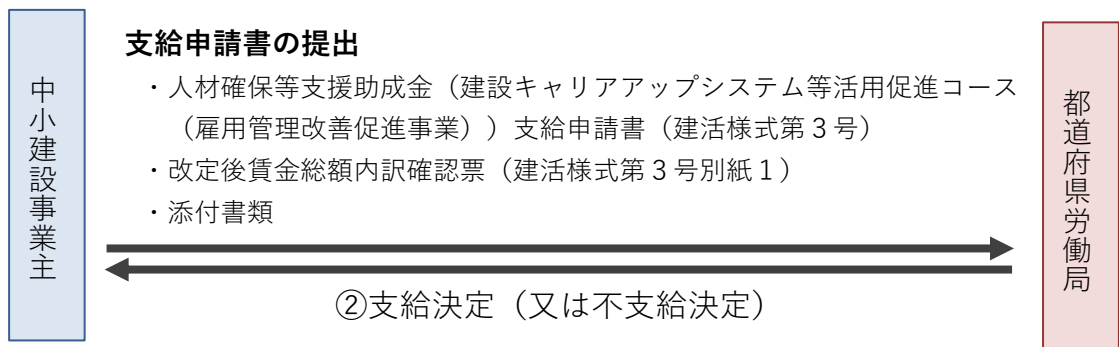 中小建設事業主
支給申請書の提出
・人材確保等支援助成金（建設キャリアアップシステム等活用促進コース
（雇用管理改善促進事業））支給申請書（建活様式第３号）
・改定後賃金総額内訳確認票（建活様式第３号別紙１）
・添付書類
②支給決定（又は不支給決定）
都道府県労働局